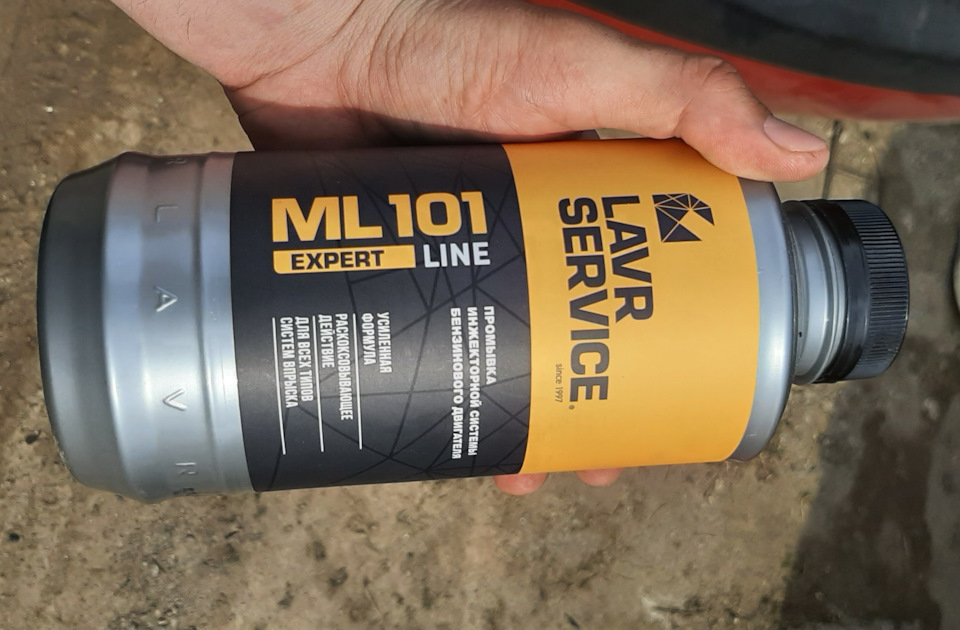 LAVR
SERVICE®
since 1997
ML 101
EXPERT LINE
ПРОМЫВКА
ИНЖЕКТОРНОЙ СИСТЕМЫ
БЕНЗИНОВОГО ДВИГАТЕЛЯ
УСИЛЕННАЯ
ФОРМУЛА
РАСКОКСОВЫВАЮЩЕЕ
ДЕЙСТВИЕ
ДЛЯ ВСЕХ ТИПОВ
СИСТЕМ ВПРЫСКА
R L A V R